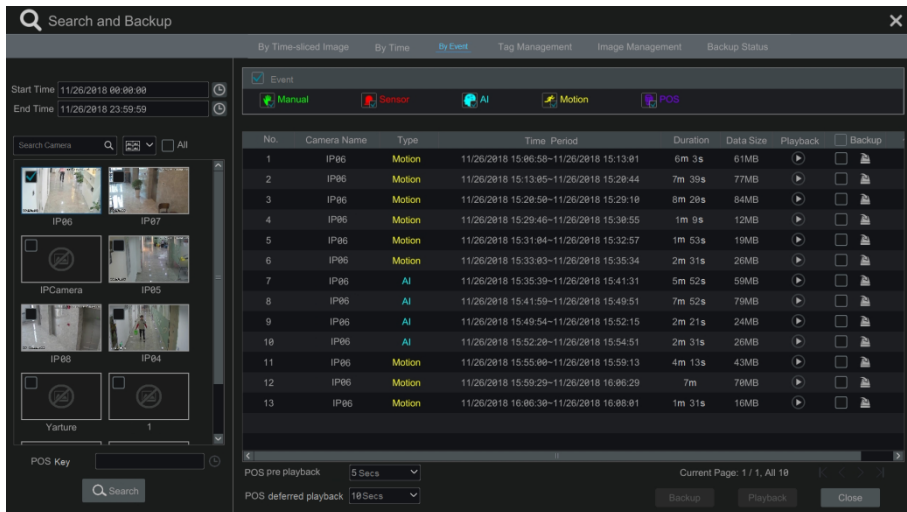 Search and Backup
By Time-sliced Image By Time By Event Tag Management Image Management Backup Status
Start Time 11/26/2018 00:00:00
End Time 11/26/2018 23:59:59
Search Camera All
IP06 IP07
IPCamera IP05
IP08 IP04
Yarture 1
POS Key
Search
Event
Manual Sensor AI Motion POS
No. Camera Name Type Time Period Duration Data Size Playback Backup
1 IP06 Motion 11/26/2018 15:06:58~11/26/2018 15:13:01 6m 3s 61MB
2 IP06 Motion 11/26/2018 15:13:05~11/26/2018 15:20:44 7m 39s 77MB
3 IP06 Motion 11/26/2018 15:20:50~11/26/2018 15:29:10 8m 20s 84MB
4 IP06 Motion 11/26/2018 15:29:46~11/26/2018 15:30:55 1m 9s 12MB
5 IP06 Motion 11/26/2018 15:31:04~11/26/2018 15:32:57 1m 53s 19MB
6 IP06 Motion 11/26/2018 15:33:03~11/26/2018 15:35:34 2m 31s 26MB
7 IP06 AI 11/26/2018 15:35:39~11/26/2018 15:41:31 5m 52s 59MB
8 IP06 AI 11/26/2018 15:41:59~11/26/2018 15:49:51 7m 52s 79MB
9 IP06 AI 11/26/2018 15:49:54~11/26/2018 15:52:15 2m 21s 24MB
10 IP06 AI 11/26/2018 15:52:20~11/26/2018 15:54:51 2m 31s 26MB
11 IP06 Motion 11/26/2018 15:55:00~11/26/2018 15:59:13 4m 13s 43MB
12 IP06 Motion 11/26/2018 15:59:29~11/26/2018 16:06:29 7m 70MB
13 IP06 Motion 11/26/2018 16:06:30~11/26/2018 16:08:01 1m 31s 16MB
POS pre playback 5 Secs Current Page: 1 / 1, All 10
POS deferred playback 10 Secs Backup Playback Close